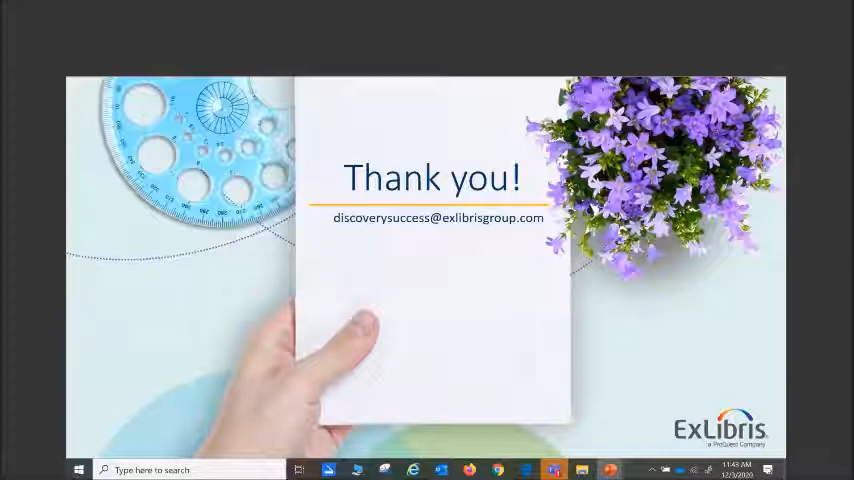 Thank you!
discoverysuccess@exlibrisgroup.com
ExLibris
a ProQuest Company
Type here to search
11:43 AM
12/3/2020